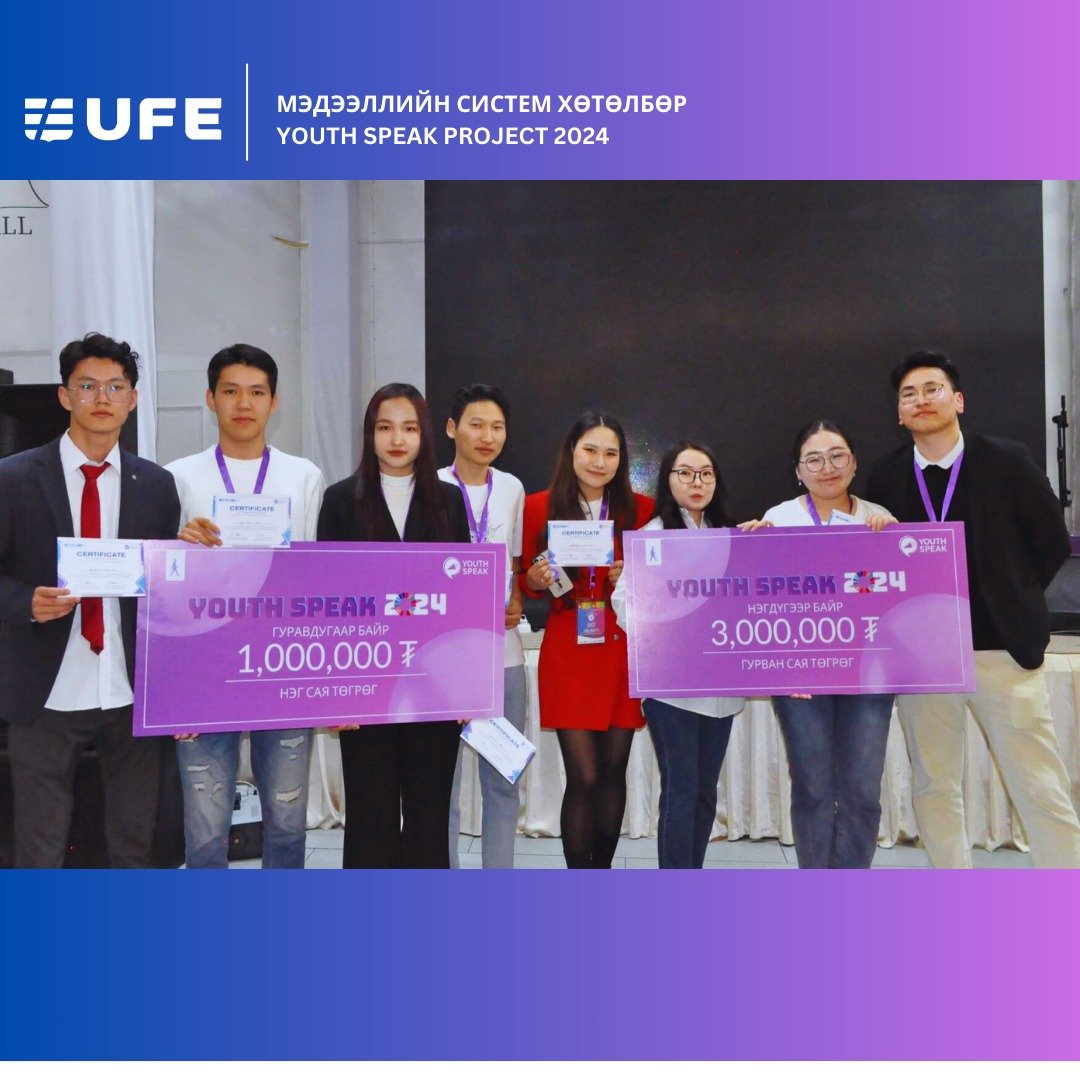 UFE
МЭДЭЭЛЛИЙН СИСТЕМ ХӨТӨЛБӨР
YOUTH SPEAK PROJECT 2024
ALL
CERTIFICATE
CERTIFICATE
YOUTH SPEAK
YOUTH SPEAK 2024
ГУРАВДУГААР БАЙР
1,000,000 ₮
НЭГ САЯ ТӨГРӨГ
CERTIFICATE
YOUTH SPEAK
YOUTH SPEAK 2024
НЭГДҮГЭЭР БАЙР
3,000,000 ₮
ГУРВАН САЯ ТӨГРӨГ